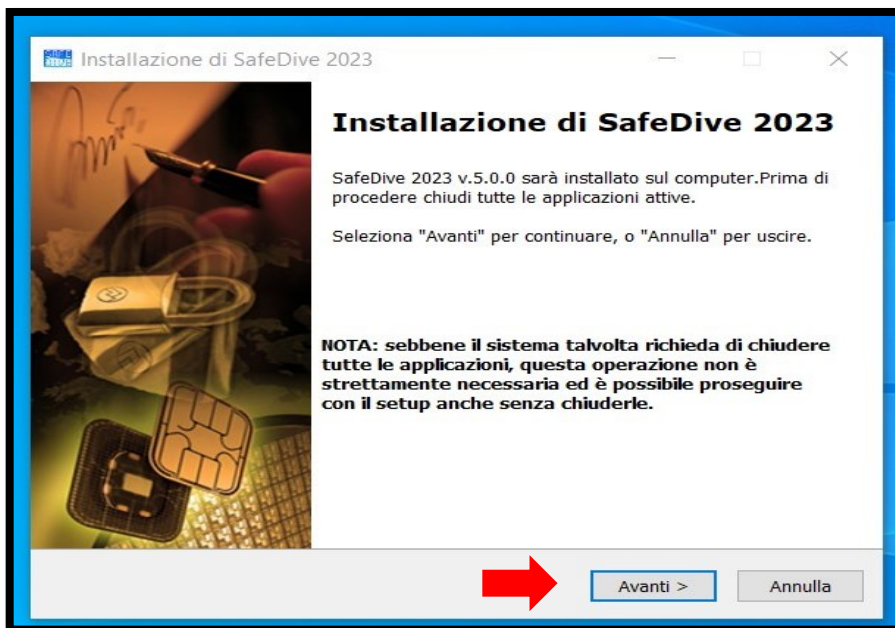 SAFE
DIVE
Installazione di SafeDive 2023
Installazione di SafeDive 2023
SafeDive 2023 v.5.0.0 sarà installato sul computer.Prima di
procedere chiudi tutte le applicazioni attive.
Seleziona "Avanti" per continuare, o "Annulla" per uscire.
NOTA: sebbene il sistema talvolta richieda di chiudere
tutte le applicazioni, questa operazione non è
strettamente necessaria ed è possibile proseguire
con il setup anche senza chiuderle.
Avanti >
Annulla